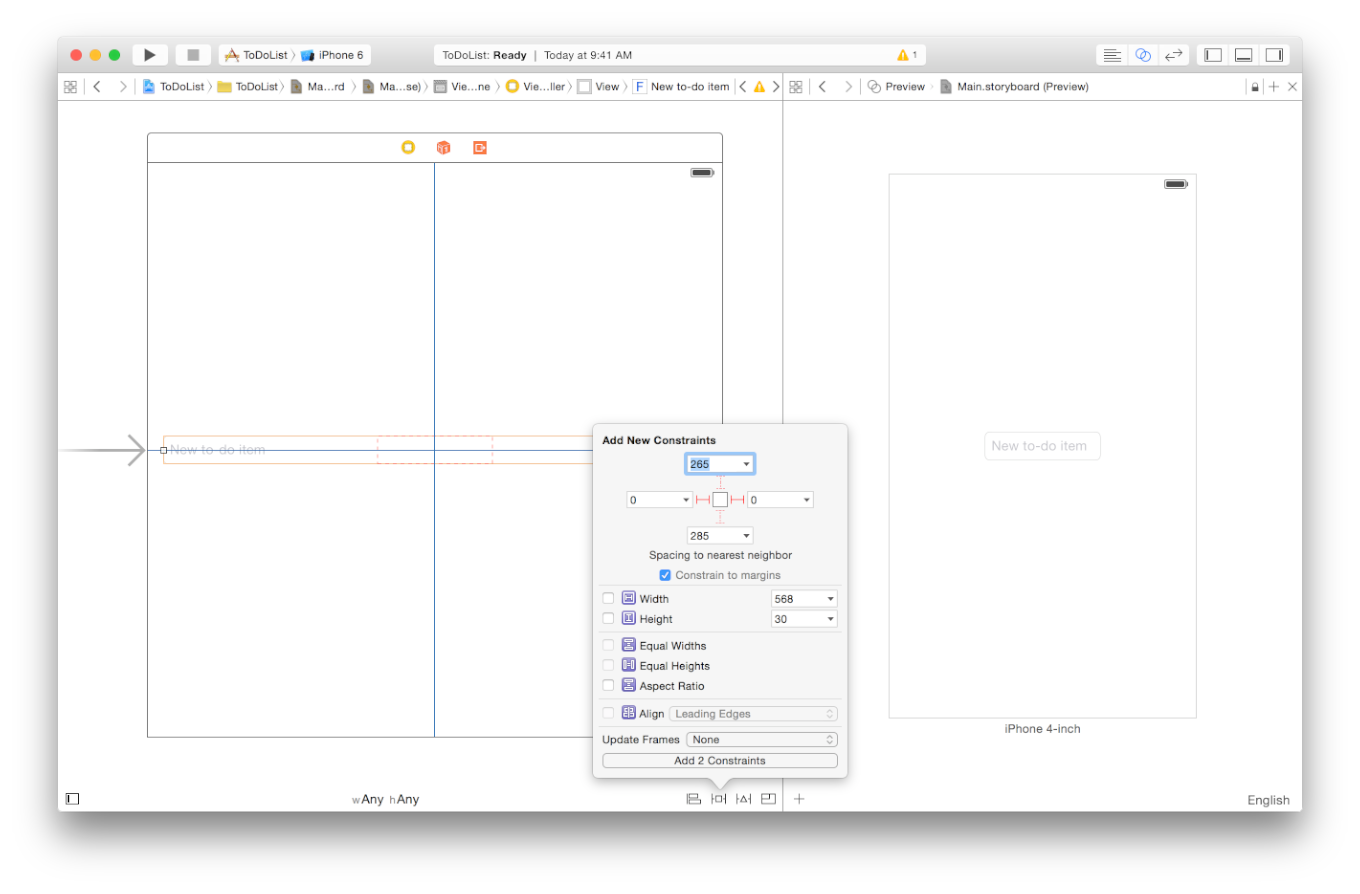 ToDoList iPhone 6
ToDoList: Ready | Today at 9:41 AM
1
ToDoList ToDoList Ma...rd Ma...se) Vie...ne Vie...ller View F New to-do item
Preview Main.storyboard (Preview)
New to-do item
Add New Constraints
265
0 0
285
Spacing to nearest neighbor
Constrain to margins
Width 568
Height 30
Equal Widths
Equal Heights
Aspect Ratio
Align Leading Edges
Update Frames None
Add 2 Constraints
New to-do item
iPhone 4-inch
wAny hAny
English